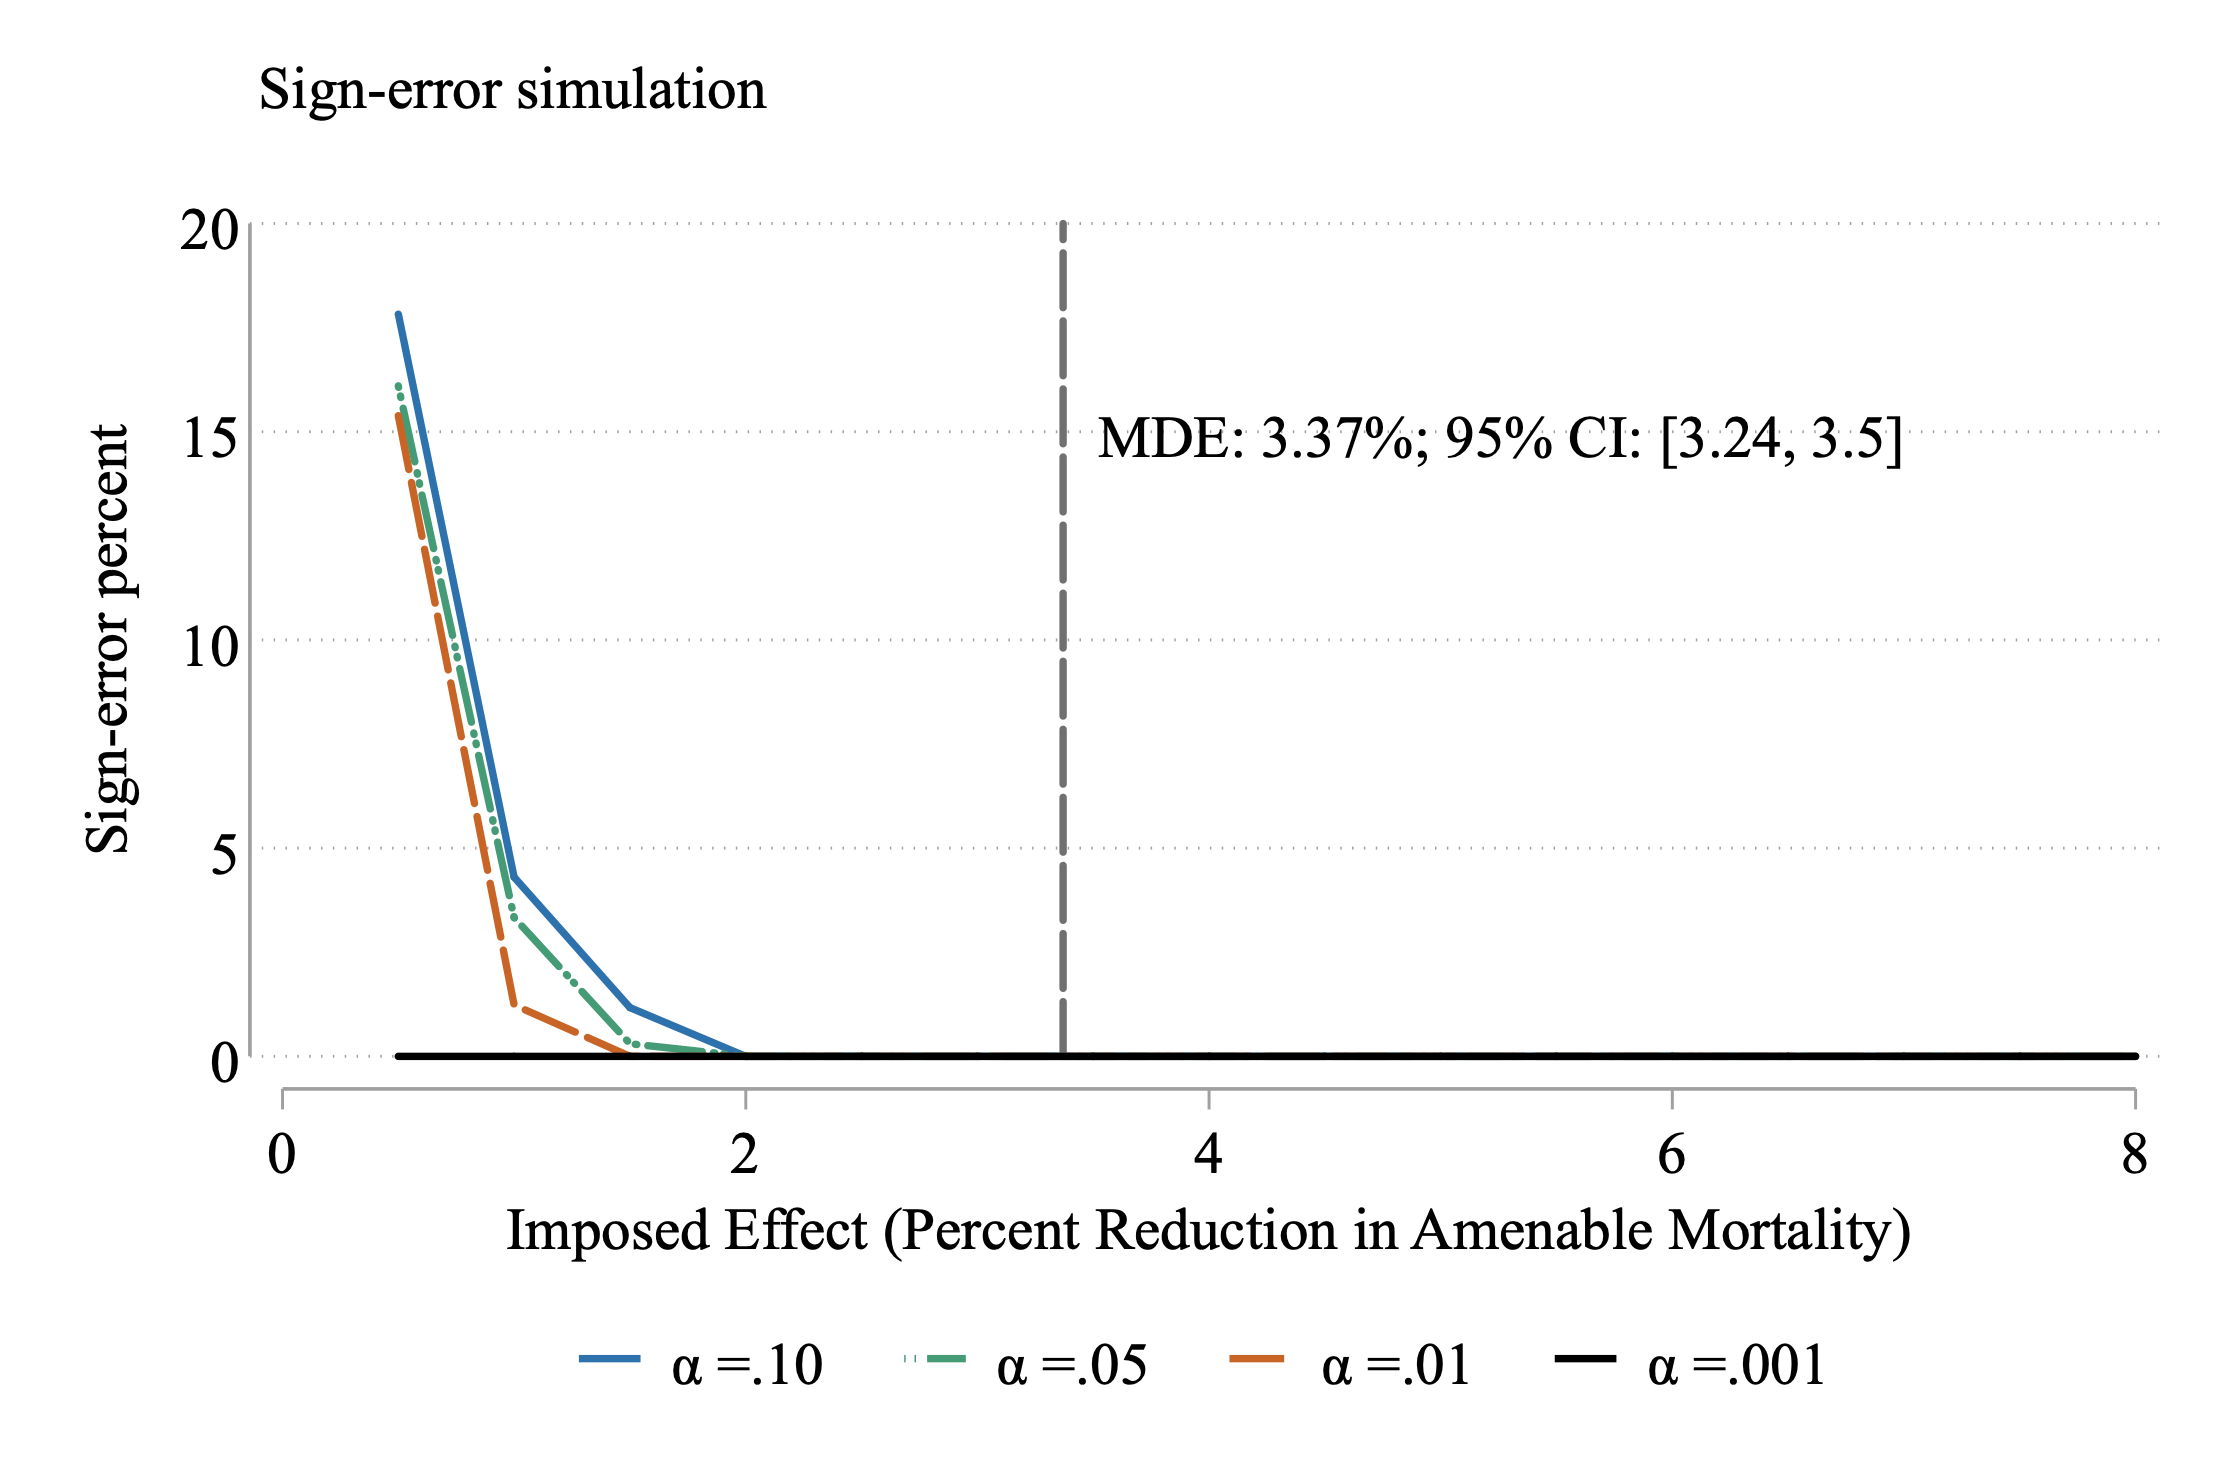 Sign-error simulation
20
15
10
5
0
Sign-error percent
MDE: 3.37%; 95% CI: [3.24, 3.5]
0 2 4 6 8
Imposed Effect (Percent Reduction in Amenable Mortality)
α =.10 α =.05 α =.01 α =.001